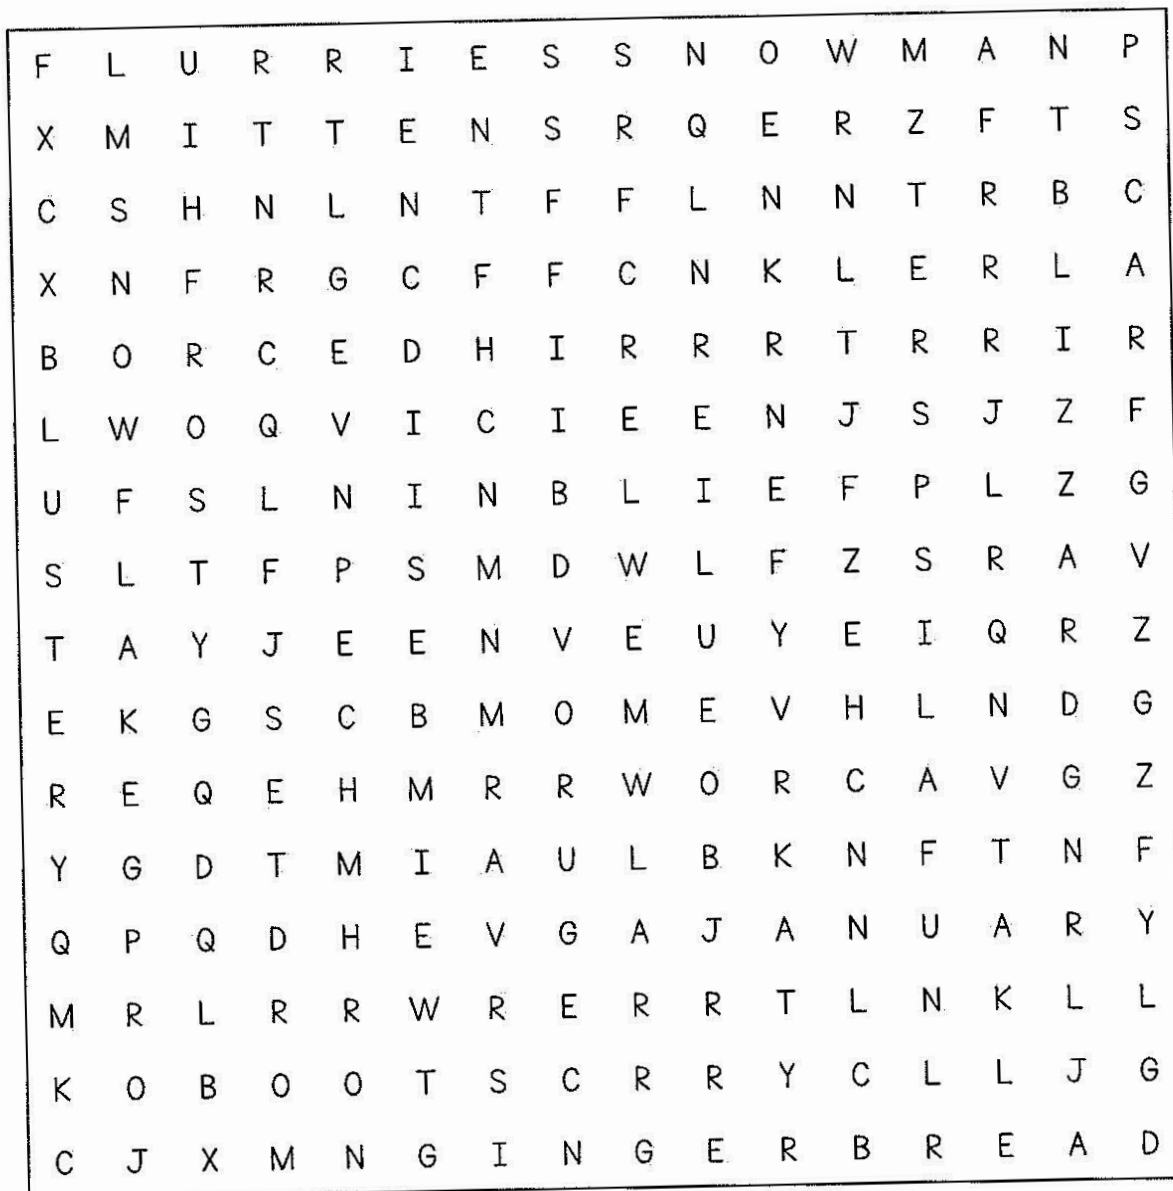 F L U R R I E S S N O W M A N P
X M I T T E N S R Q E R Z F T S
C S H N L N T F F L N N T R B C
X N F R G C F F C N K L E R L A
B O R C E D H I R R R T R R I R
L W O Q V I C I E E N J S J Z F
U F S L N I N B L I E F P L Z G
S L T F P S M D W L F Z S R A V
T A Y J E E N V E U Y E I Q R Z
E K G S C B M O M E V H L N D G
R E Q E H M R R W O R C A V G Z
Y G D T M I A U L B K N F T N F
Q P Q D H E V G A J A N U A R Y
M R L R R W R E R R T L N K L L
K O B O O T S C R R Y C L L J G
C J X M N G I N G E R B R E A D